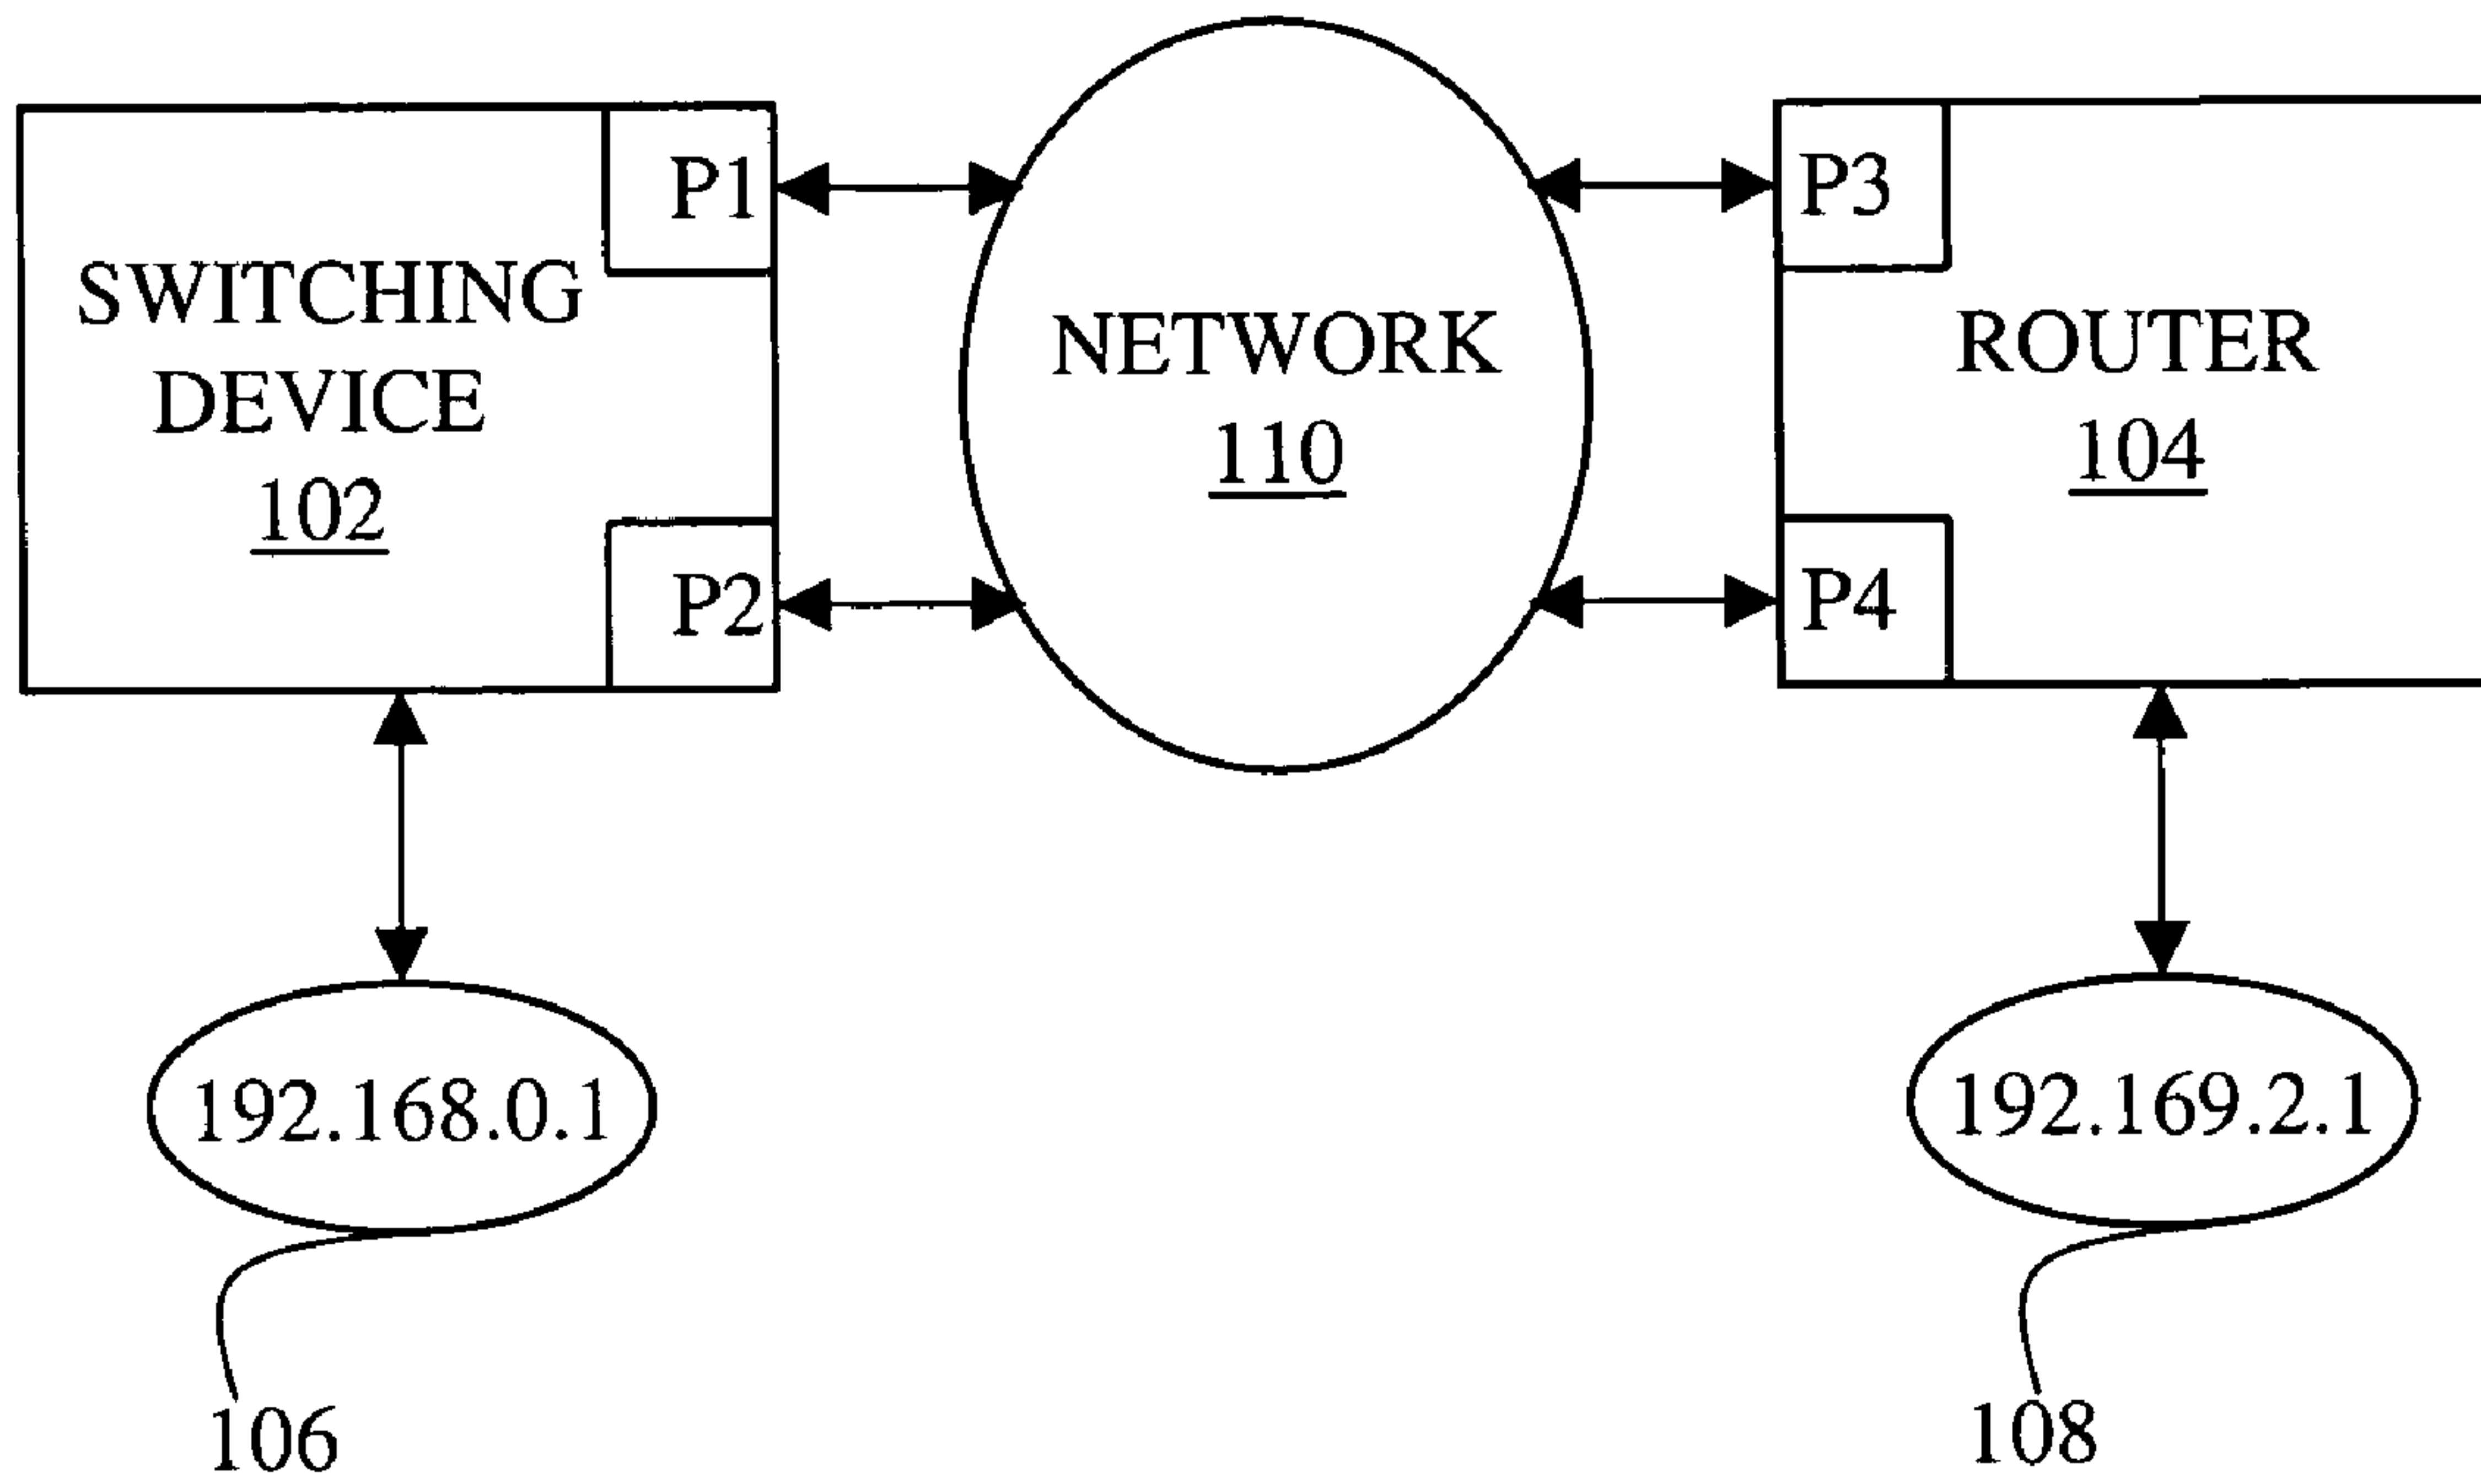 SWITCHING
DEVICE
102
P1
P2
NETWORK
110
P3
P4
ROUTER
104
192.168.0.1
106
192.169.2.1
108